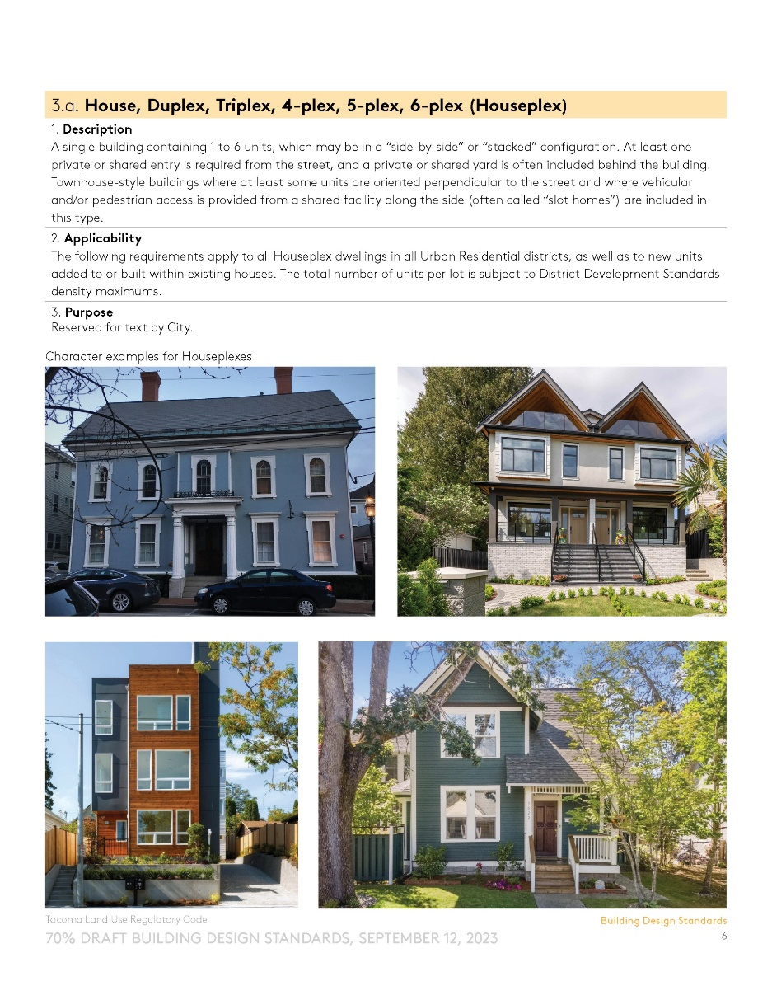 3.a. House, Duplex, Triplex, 4-plex, 5-plex, 6-plex (Houseplex)
1. Description
A single building containing 1 to 6 units, which may be in a “side-by-side” or “stacked” configuration. At least one
private or shared entry is required from the street, and a private or shared yard is often included behind the building.
Townhouse-style buildings where at least some units are oriented perpendicular to the street and where vehicular
and/or pedestrian access is provided from a shared facility along the side (often called “slot homes”) are included in
this type.
2. Applicability
The following requirements apply to all Houseplex dwellings in all Urban Residential districts, as well as to new units
added to or built within existing houses. The total number of units per lot is subject to District Development Standards
density maximums.
3. Purpose
Reserved for text by City.
Character examples for Houseplexes
Tacoma Land Use Regulatory Code
Building Design Standards
70% DRAFT BUILDING DESIGN STANDARDS, SEPTEMBER 12, 2023
6